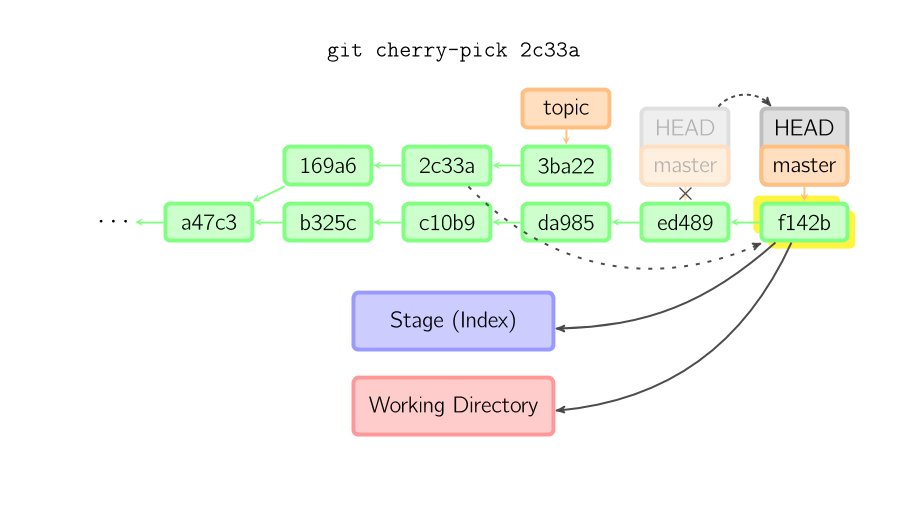 git cherry-pick 2c33a
topic
HEAD
HEAD
169a6
2c33a
3ba22
master
master
...
a47c3
b325c
c10b9
da985
ed489
f142b
Stage (Index)
Working Directory